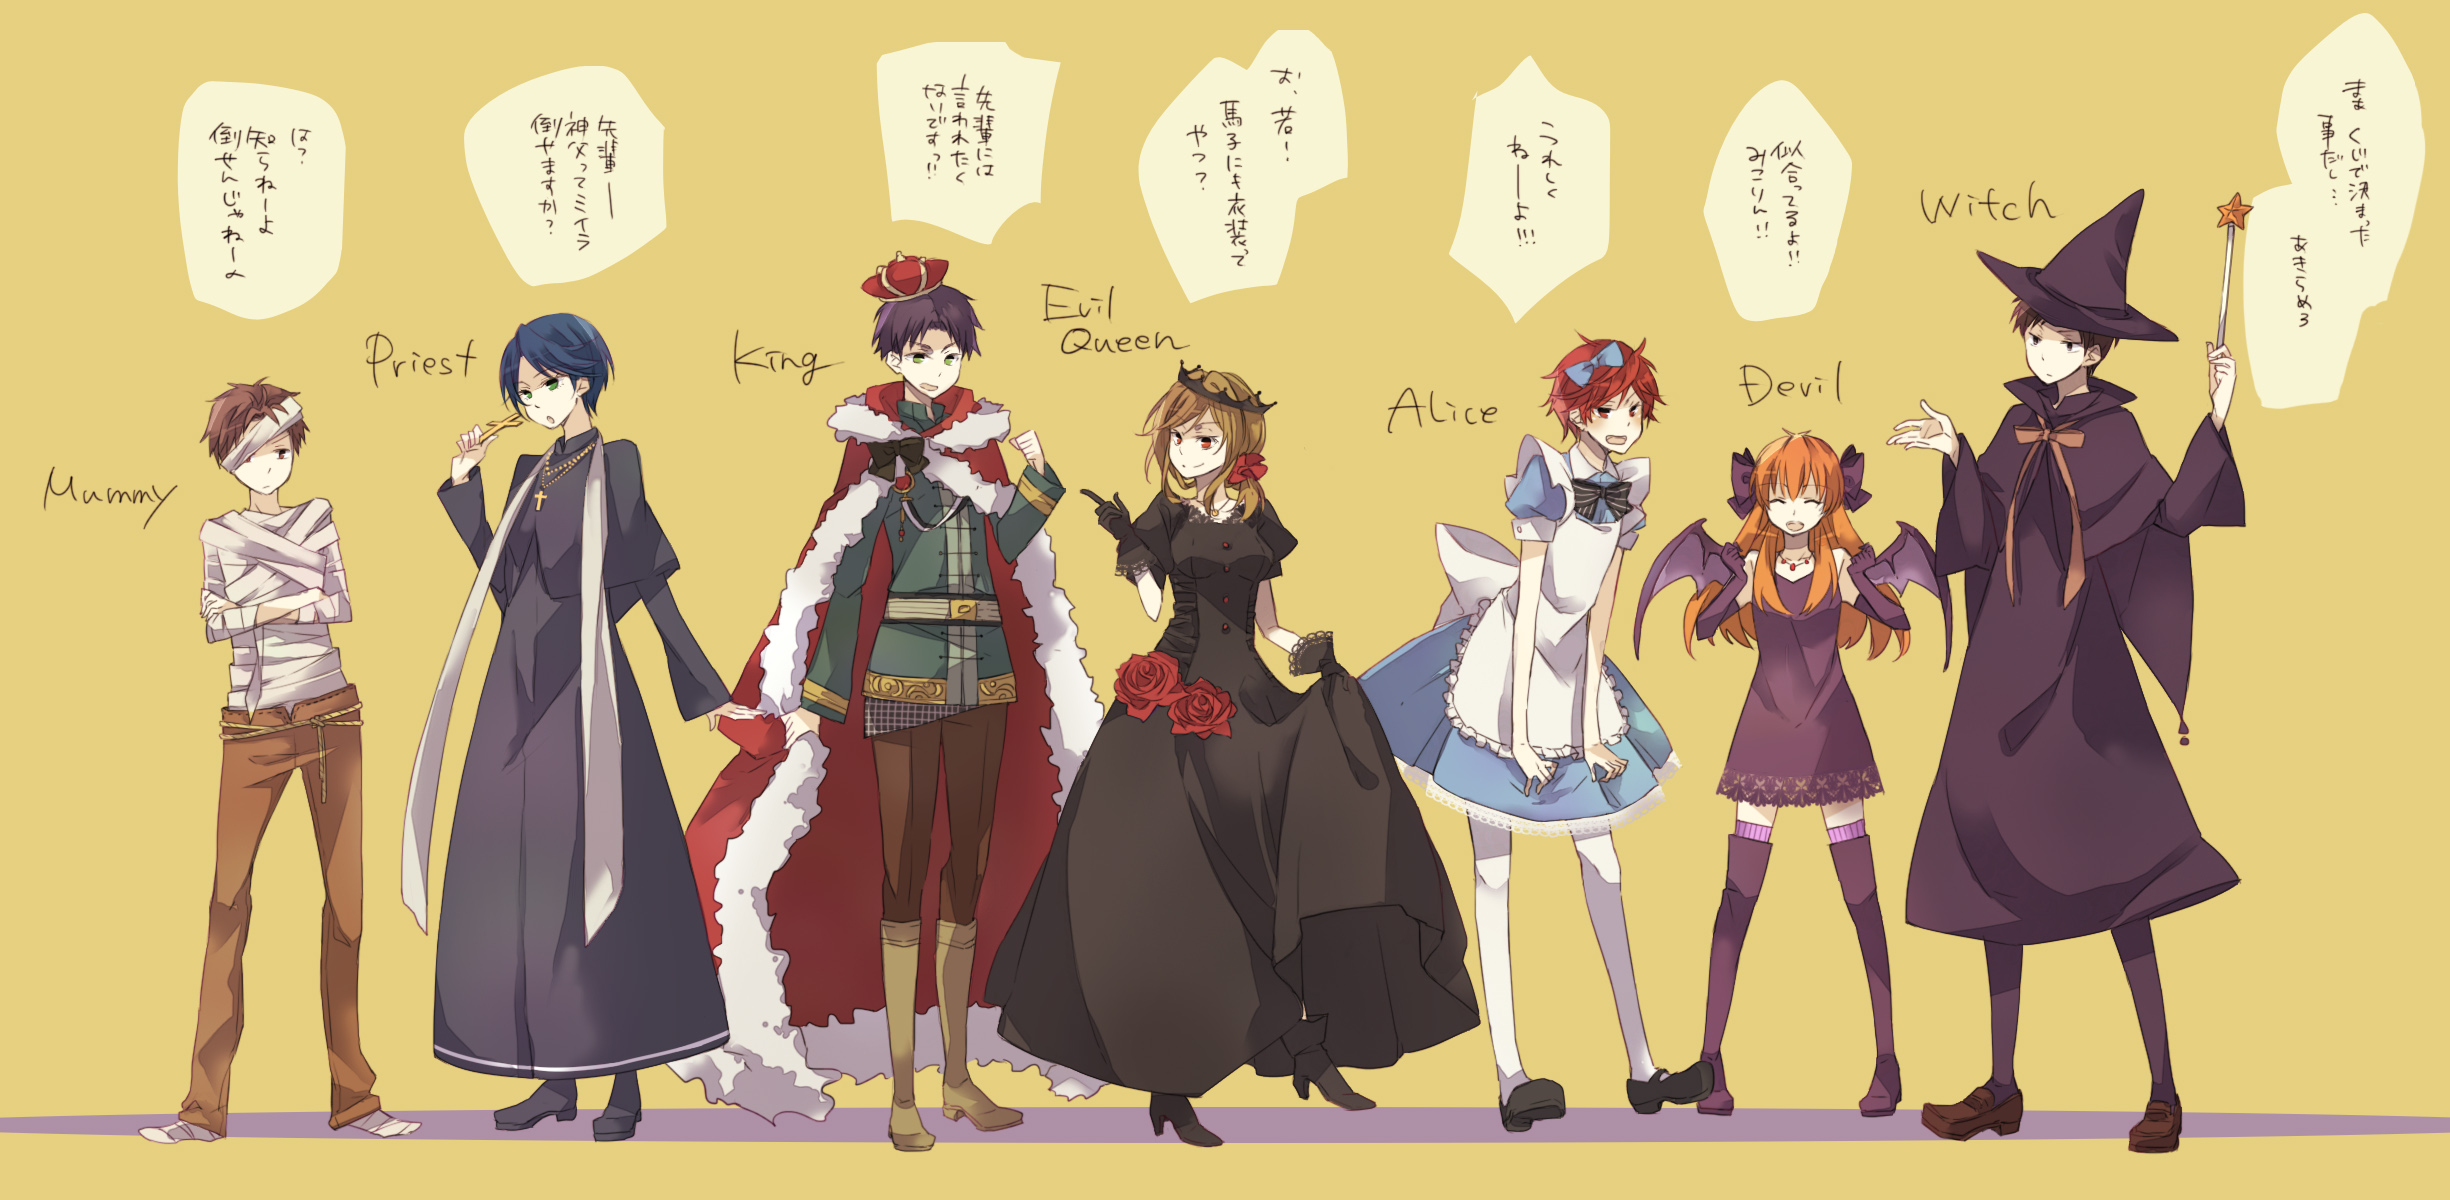 まぁ くじで決まった
事だし…
あきらめろ
Witch
似合ってるよ!!
みこりん!!
Devil
うれしく
ねーよ!!!
Alice
お、若ー
馬子にも衣装って
やつ?
Evil
Queen
先輩には
言われたく
ないですっ!!
King
先輩ー
神父ってミイラ
倒せますか?
Priest
は?
知らねーよ
倒せんじゃねーよ
Mummy